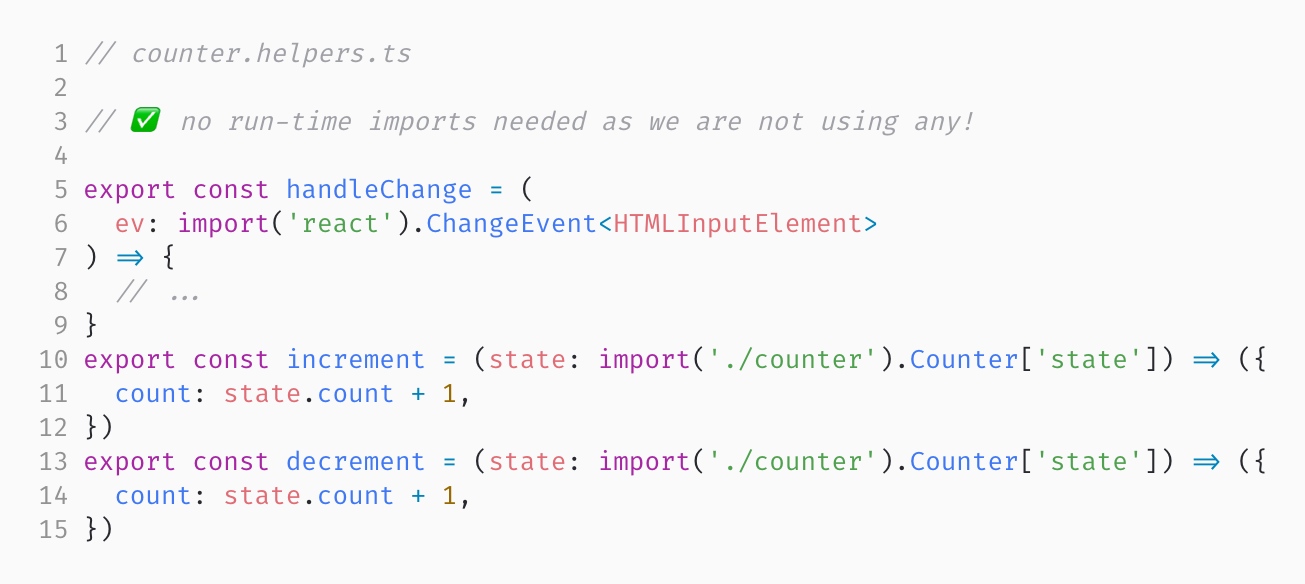 1 // counter.helpers.ts
2
3 // ✅ no run-time imports needed as we are not using any!
4
5 export const handleChange = (
6   ev: import('react').ChangeEvent<HTMLInputElement>
7 ) => {
8   // ...
9 }
10 export const increment = (state: import('./counter').Counter['state']) => ({
11   count: state.count + 1,
12 })
13 export const decrement = (state: import('./counter').Counter['state']) => ({
14   count: state.count + 1,
15 })